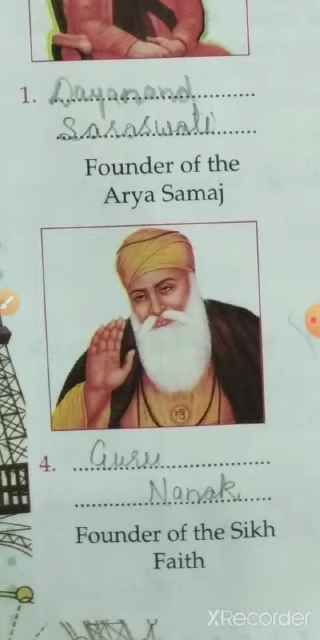 1. Dayanand
Saraswati
Founder of the
Arya Samaj
4. Guru
Nanak
Founder of the Sikh
Faith
XRecorder